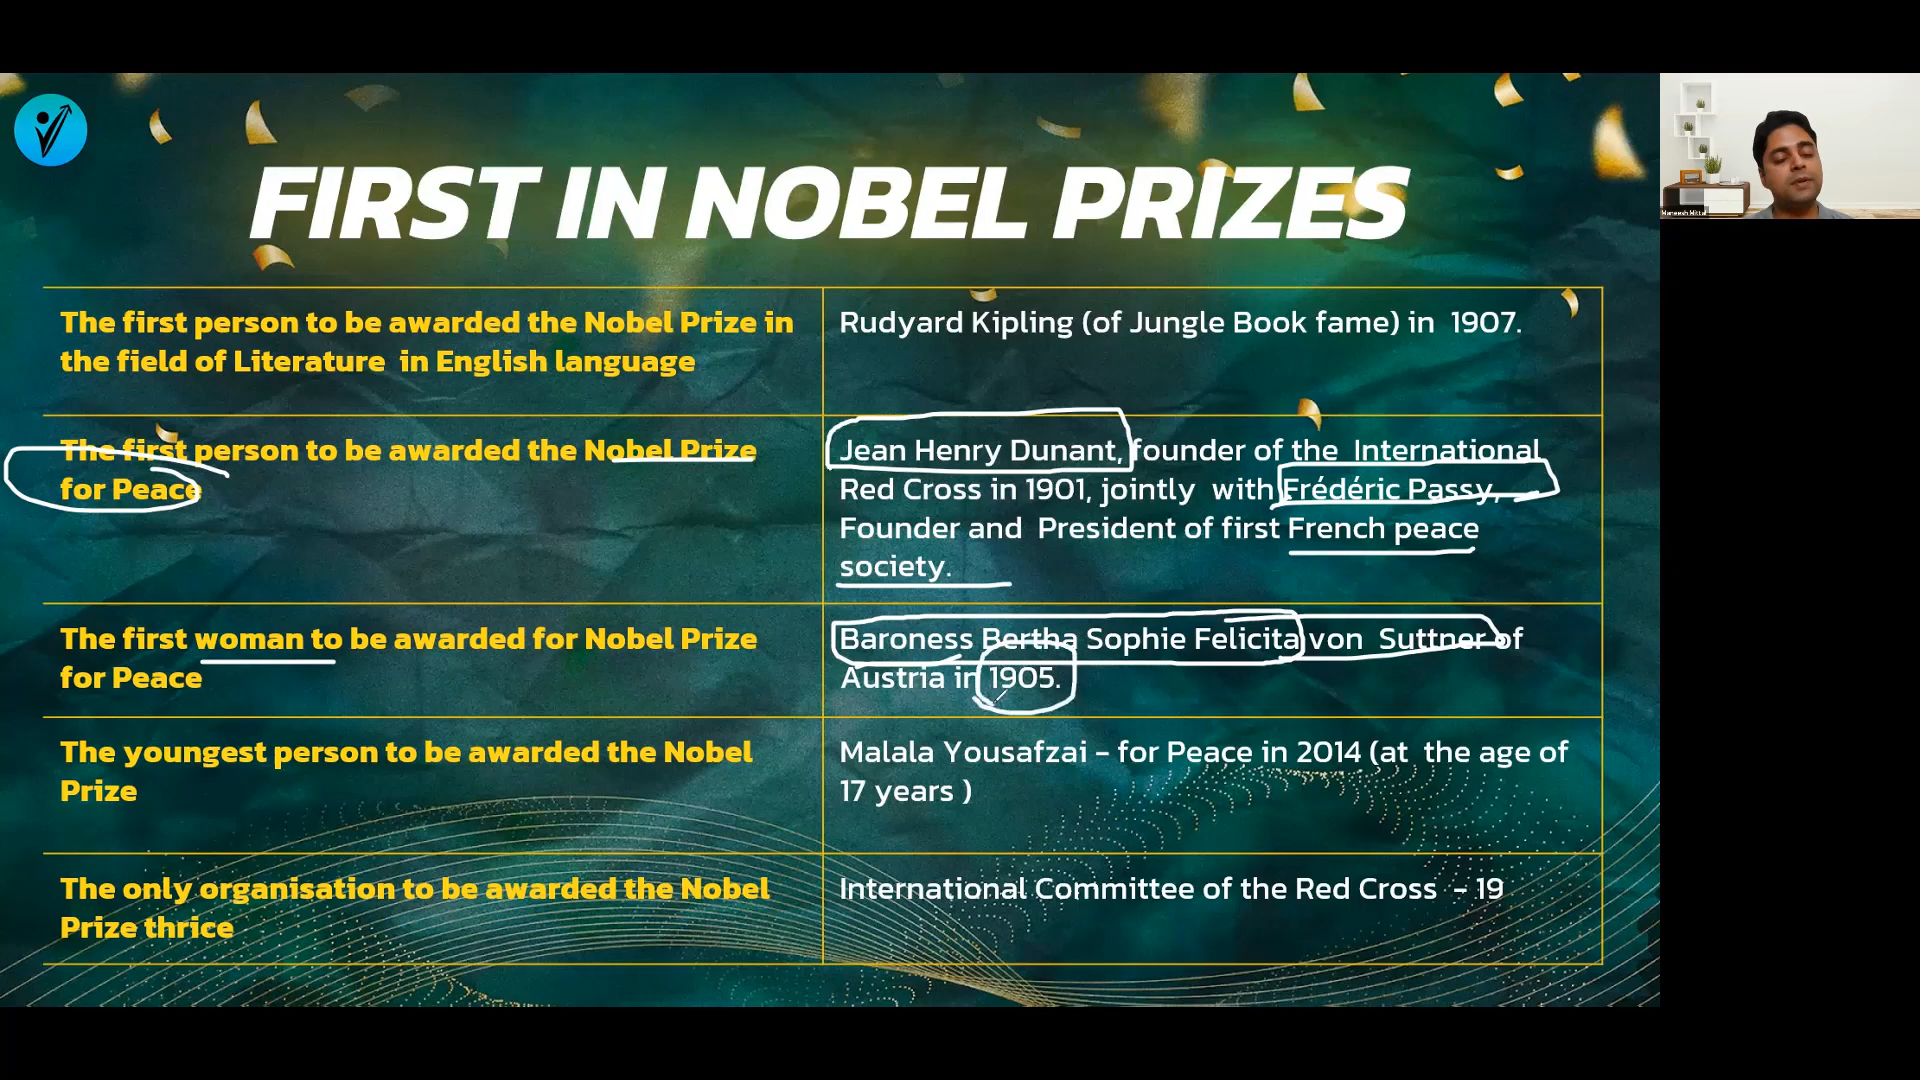 FIRST IN NOBEL PRIZES
The first person to be awarded the Nobel Prize in
the field of Literature in English language
Rudyard Kipling (of Jungle Book fame) in 1907.
The first person to be awarded the Nobel Prize
for Peace
Jean Henry Dunant, founder of the International
Red Cross in 1901, jointly with Frédéric Passy,
Founder and President of first French peace
society.
The first woman to be awarded for Nobel Prize
for Peace
Baroness Bertha Sophie Felicita von Suttner of
Austria in 1905.
The youngest person to be awarded the Nobel
Prize
Malala Yousafzai – for Peace in 2014 (at the age of
17 years )
The only organisation to be awarded the Nobel
Prize thrice
International Committee of the Red Cross - 19
Maneesh Mittal